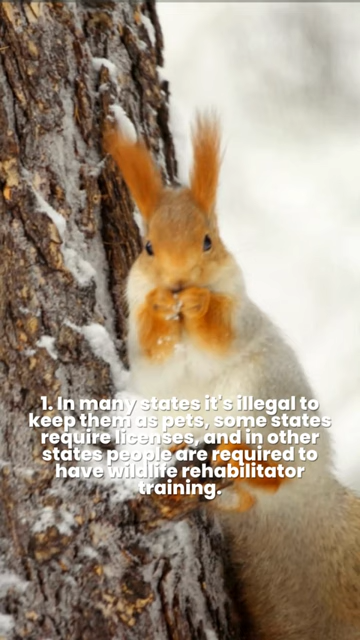 1. In many states it's illegal to
keep them as pets, some states
require licenses, and in other
states people are required to
have wildlife rehabilitator
training.